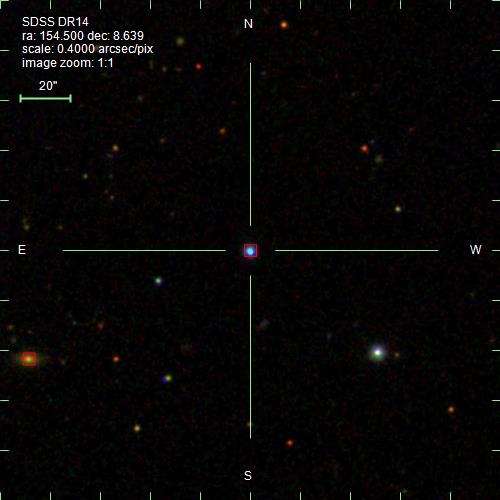 SDSS DR14
ra: 154.500 dec: 8.639
scale: 0.4000 arcsec/pix
image zoom: 1:1
20"
N
E
W
S